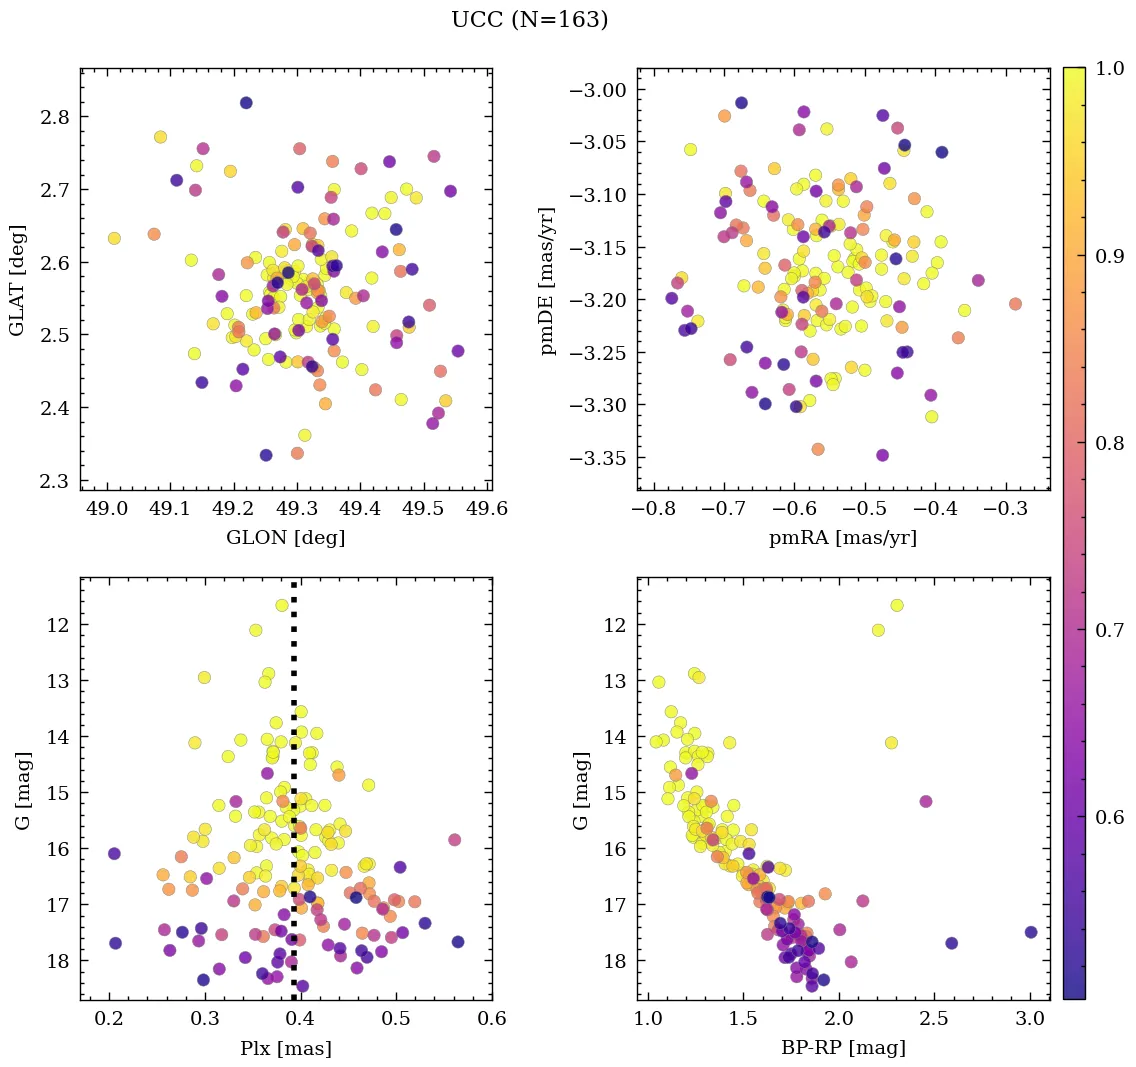 UCC (N=163)
2.8
2.7
2.6
2.5
2.4
2.3
GLAT [deg]
49.0 49.1 49.2 49.3 49.4 49.5 49.6
GLON [deg]
−3.00
−3.05
−3.10
−3.15
−3.20
−3.25
−3.30
−3.35
pmDE [mas/yr]
−0.8 −0.7 −0.6 −0.5 −0.4 −0.3
pmRA [mas/yr]
1.0
0.9
0.8
0.7
0.6
12
13
14
15
16
17
18
G [mag]
0.2 0.3 0.4 0.5 0.6
Plx [mas]
12
13
14
15
16
17
18
G [mag]
1.0 1.5 2.0 2.5 3.0
BP-RP [mag]